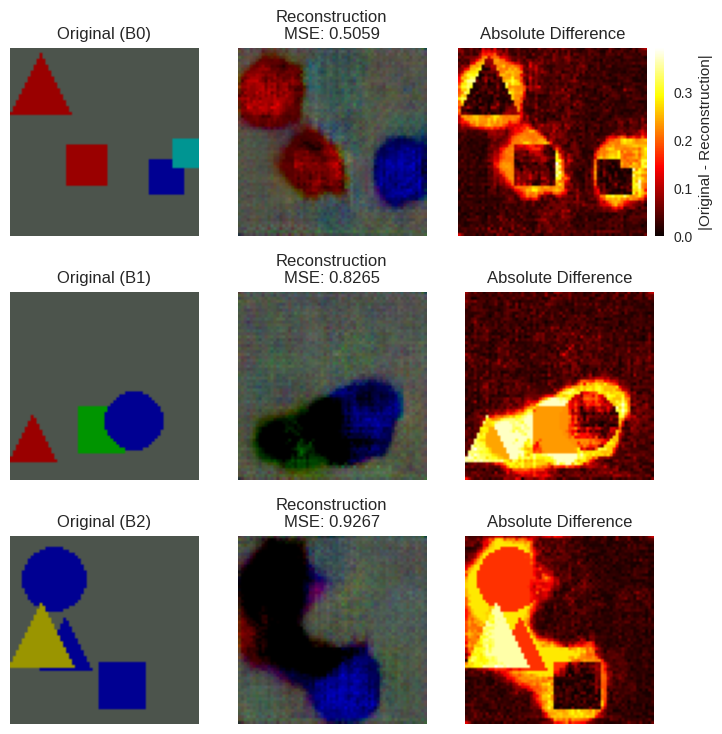 Original (B0)
Reconstruction
MSE: 0.5059
Absolute Difference
0.3
0.2
0.1
0.0
|Original - Reconstruction|
Original (B1)
Reconstruction
MSE: 0.8265
Absolute Difference
Original (B2)
Reconstruction
MSE: 0.9267
Absolute Difference